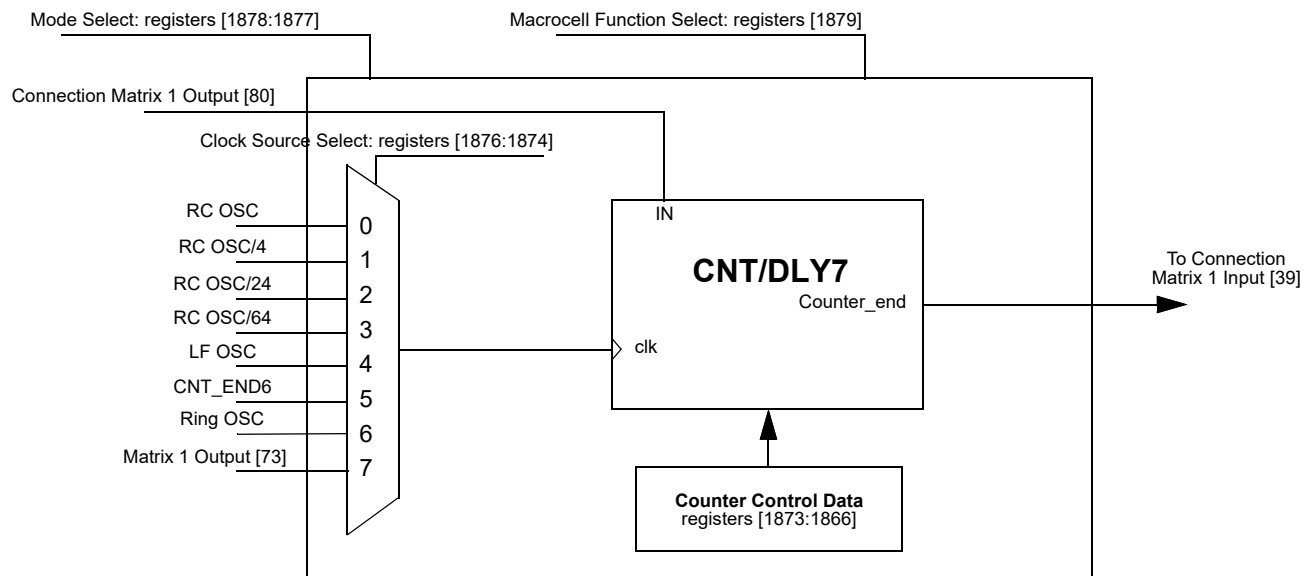 Mode Select: registers [1878:1877]
Macrocell Function Select: registers [1879]
Connection Matrix 1 Output [80]
Clock Source Select: registers [1876:1874]
RC OSC
0
RC OSC/4
1
RC OSC/24
2
RC OSC/64
3
LF OSC
4
CNT_END6
5
Ring OSC
6
Matrix 1 Output [73]
7
IN
CNT/DLY7
Counter_end
clk
To Connection
Matrix 1 Input [39]
Counter Control Data
registers [1873:1866]